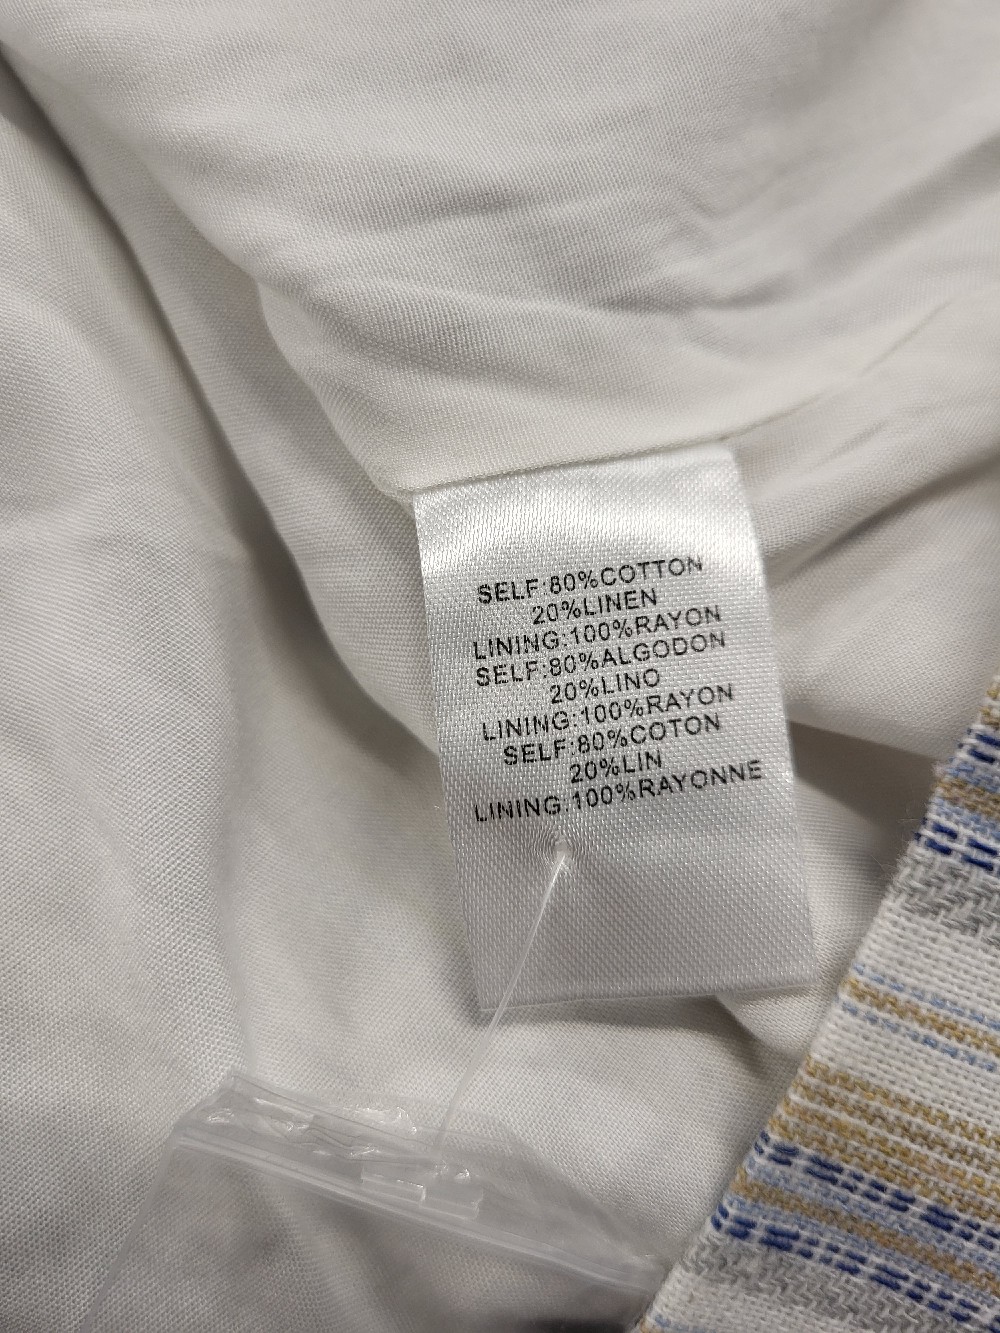 SELF:80%COTTON
20%LINEN
LINING:100%RAYON
SELF:80%ALGODON
20%LINO
LINING:100%RAYON
SELF:80%COTON
20%LIN
LINING:100%RAYONNE